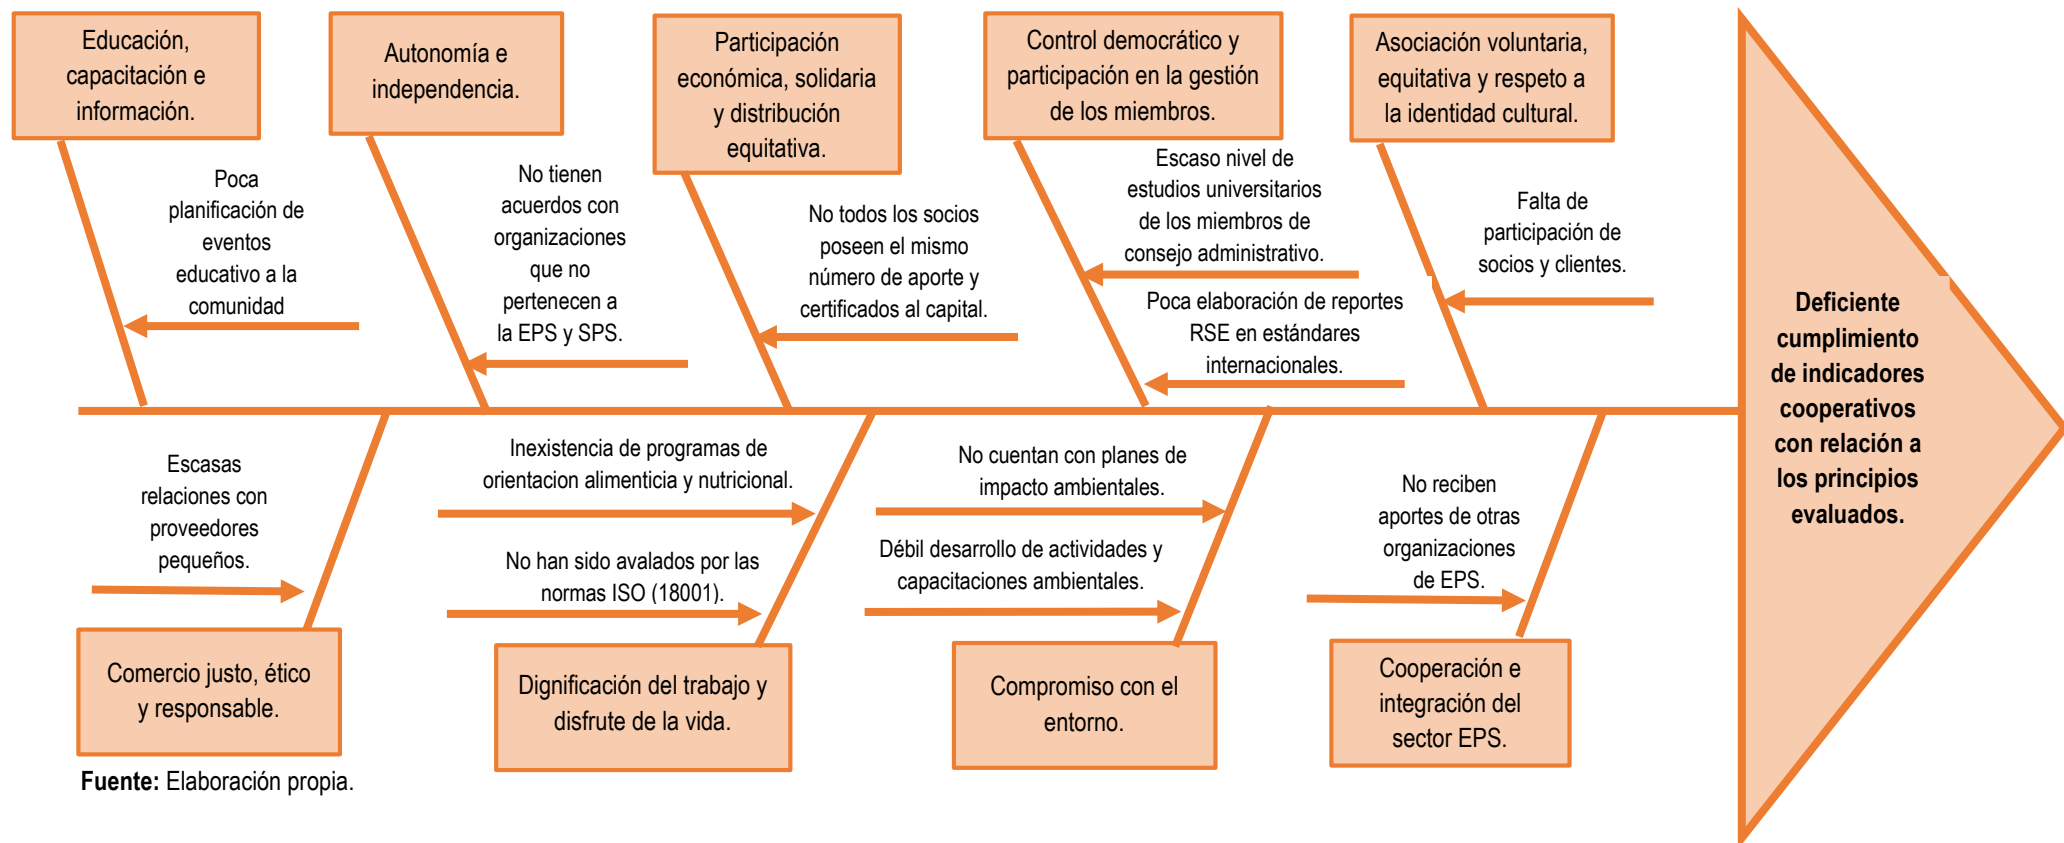 Educación,
capacitación e
información.
Autonomía e
independencia.
Participación
económica, solidaria
y distribución
equitativa.
Control democrático y
participación en la gestión
de los miembros.
Asociación voluntaria,
equitativa y respeto a
la identidad cultural.
Poca
planificación de
eventos
educativo a la
comunidad
No tienen
acuerdos con
organizaciones
que no
pertenecen a
la EPS y SPS.
No todos los socios
poseen el mismo
número de aporte y
certificados al capital.
Escaso nivel de
estudios universitarios
de los miembros de
consejo administrativo.
Poca elaboración de reportes
RSE en estándares
internacionales.
Falta de
participación de
socios y clientes.
Deficiente
cumplimiento
de indicadores
cooperativos
con relación a
los principios
evaluados.
Escasas
relaciones con
proveedores
pequeños.
Inexistencia de programas de
orientacion alimenticia y nutricional.
No han sido avalados por las
normas ISO (18001).
No cuentan con planes de
impacto ambientales.
Débil desarrollo de actividades y
capacitaciones ambientales.
No reciben
aportes de otras
organizaciones
de EPS.
Comercio justo, ético
y responsable.
Dignificación del trabajo y
disfrute de la vida.
Compromiso con el
entorno.
Cooperación e
integración del
sector EPS.
Fuente: Elaboración propia.